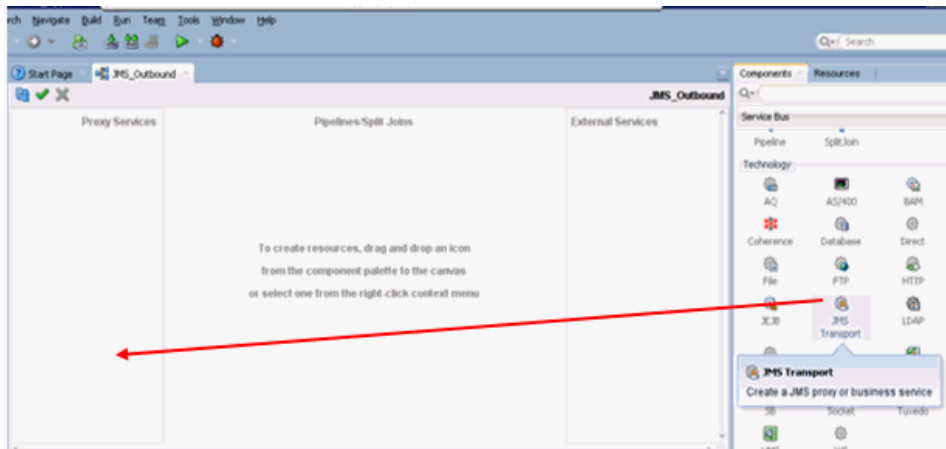 rch Navigate Build Run Team Tools Window Help
Search
Start Page JMS_Outbound
Components Resources
JMS_Outbound
Proxy Services Pipelines/Split Joins External Services
Service Bus
Pipeline SplitJoin
Technology
AQ AS/400 BAM
Coherence Database Direct
To create resources, drag and drop an icon
from the component palette to the canvas
or select one from the right-click context menu
File FTP HTTP
JEJB JMS Transport LDAP
JMS Transport
Create a JMS proxy or business service
SB Socket Tuxedo